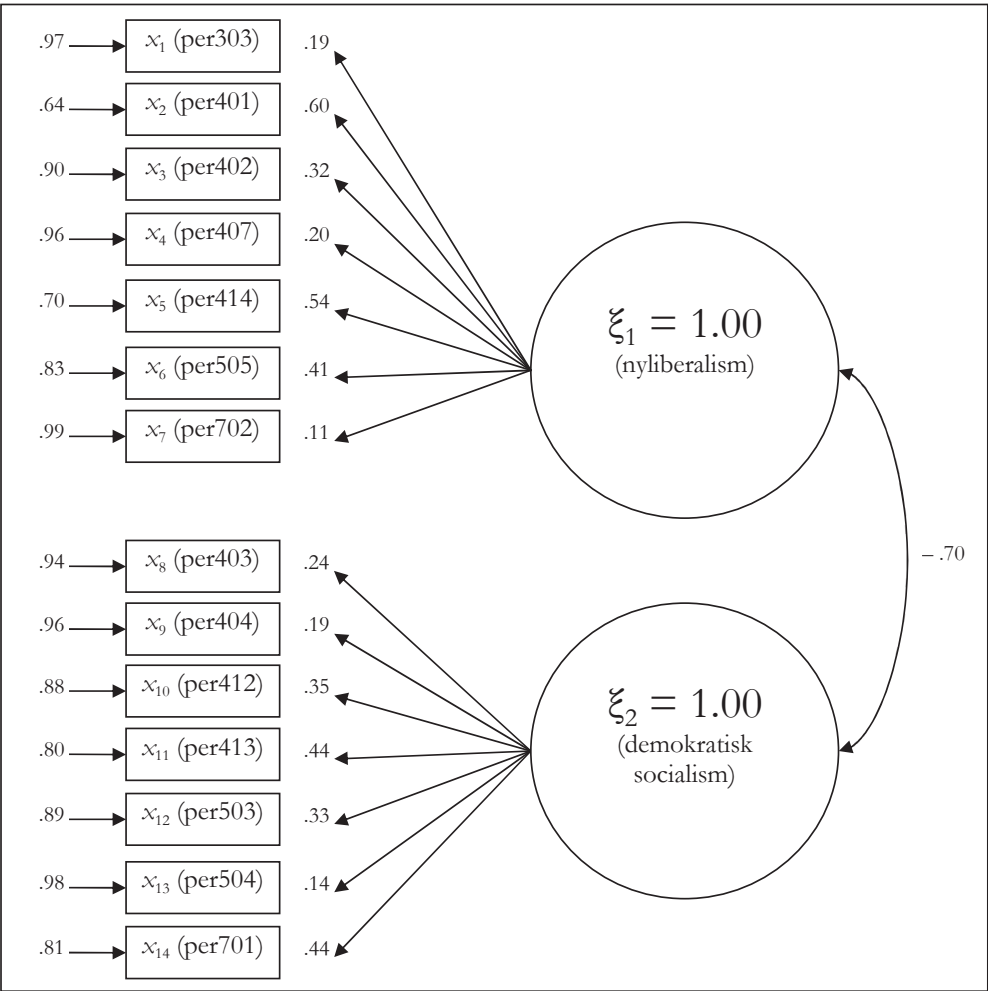 .97 x₁ (per303) .19
.64 x₂ (per401) .60
.90 x₃ (per402) .32
.96 x₄ (per407) .20
.70 x₅ (per414) .54
.83 x₆ (per505) .41
.99 x₇ (per702) .11
ξ₁ = 1.00
(nyliberalism)
– .70
.94 x₈ (per403) .24
.96 x₉ (per404) .19
.88 x₁₀ (per412) .35
.80 x₁₁ (per413) .44
.89 x₁₂ (per503) .33
.98 x₁₃ (per504) .14
.81 x₁₄ (per701) .44
ξ₂ = 1.00
(demokratisk
socialism)